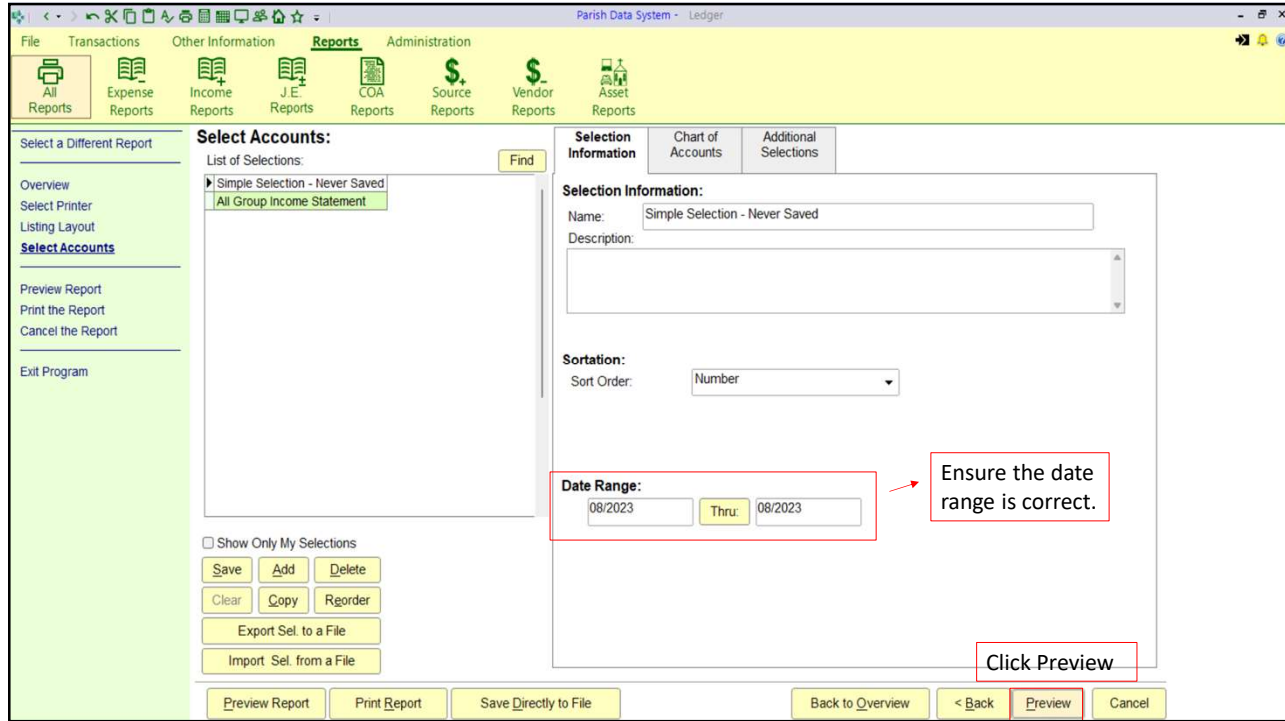 Parish Data System - Ledger
File Transactions Other Information Reports Administration
All Reports
Expense Reports
Income Reports
J.E. Reports
COA Reports
Source Reports
Vendor Reports
Asset Reports
Select a Different Report
Overview
Select Printer
Listing Layout
Select Accounts
Preview Report
Print the Report
Cancel the Report
Exit Program
Select Accounts:
List of Selections:
Find
Simple Selection - Never Saved
All Group Income Statement
Show Only My Selections
Save Add Delete
Clear Copy Reorder
Export Sel. to a File
Import Sel. from a File
Selection Information
Chart of Accounts
Additional Selections
Selection Information:
Name: Simple Selection - Never Saved
Description:
Sortation:
Sort Order: Number
Date Range:
08/2023 Thru: 08/2023
Ensure the date
range is correct.
Click Preview
Preview Report Print Report Save Directly to File Back to Overview < Back Preview Cancel